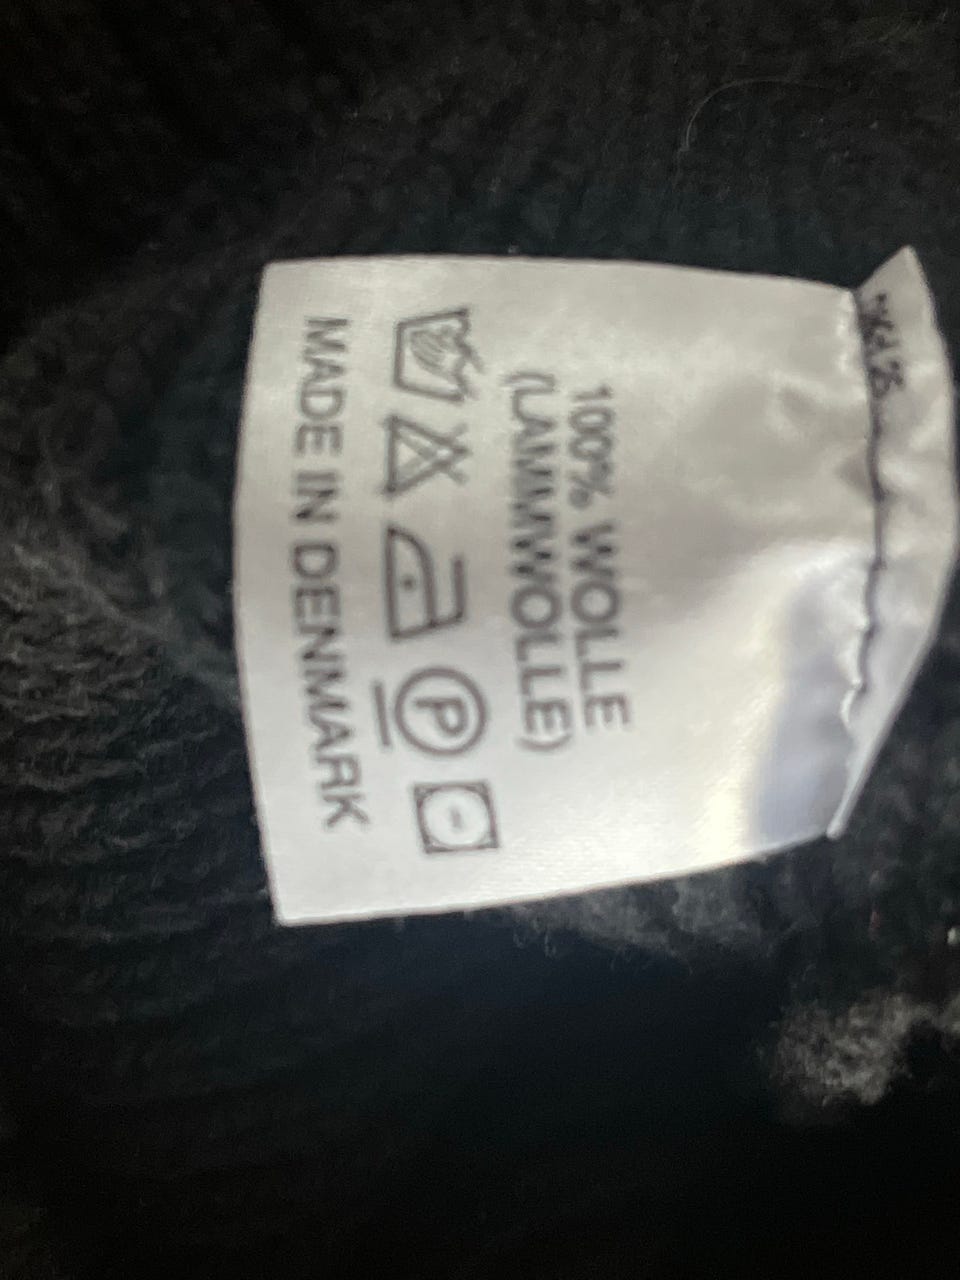 100% WOLLE
(LAMMWOLLE)
P
MADE IN DENMARK